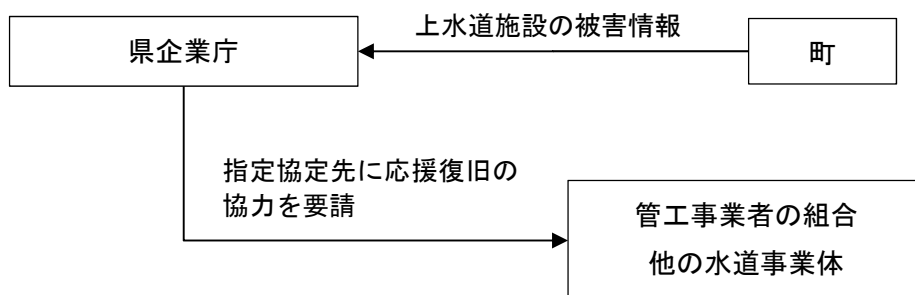 上水道施設の被害情報
県企業庁
町
指定協定先に応援復旧の
協力を要請
管工事業者の組合
他の水道事業体